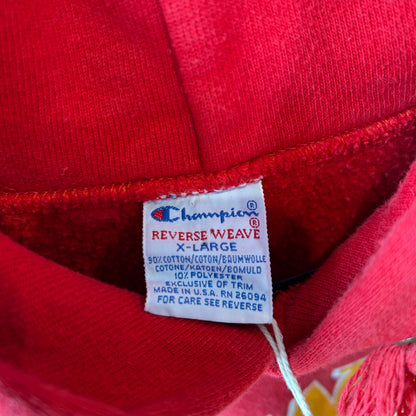 Champion®
REVERSE WEAVE®
X-LARGE
90% COTTON/COTON/BAUMWOLLE
COTONE/KATOEN/BOMULD
10% POLYESTER
EXCLUSIVE OF TRIM
MADE IN U.S.A. RN 26094
FOR CARE SEE REVERSE